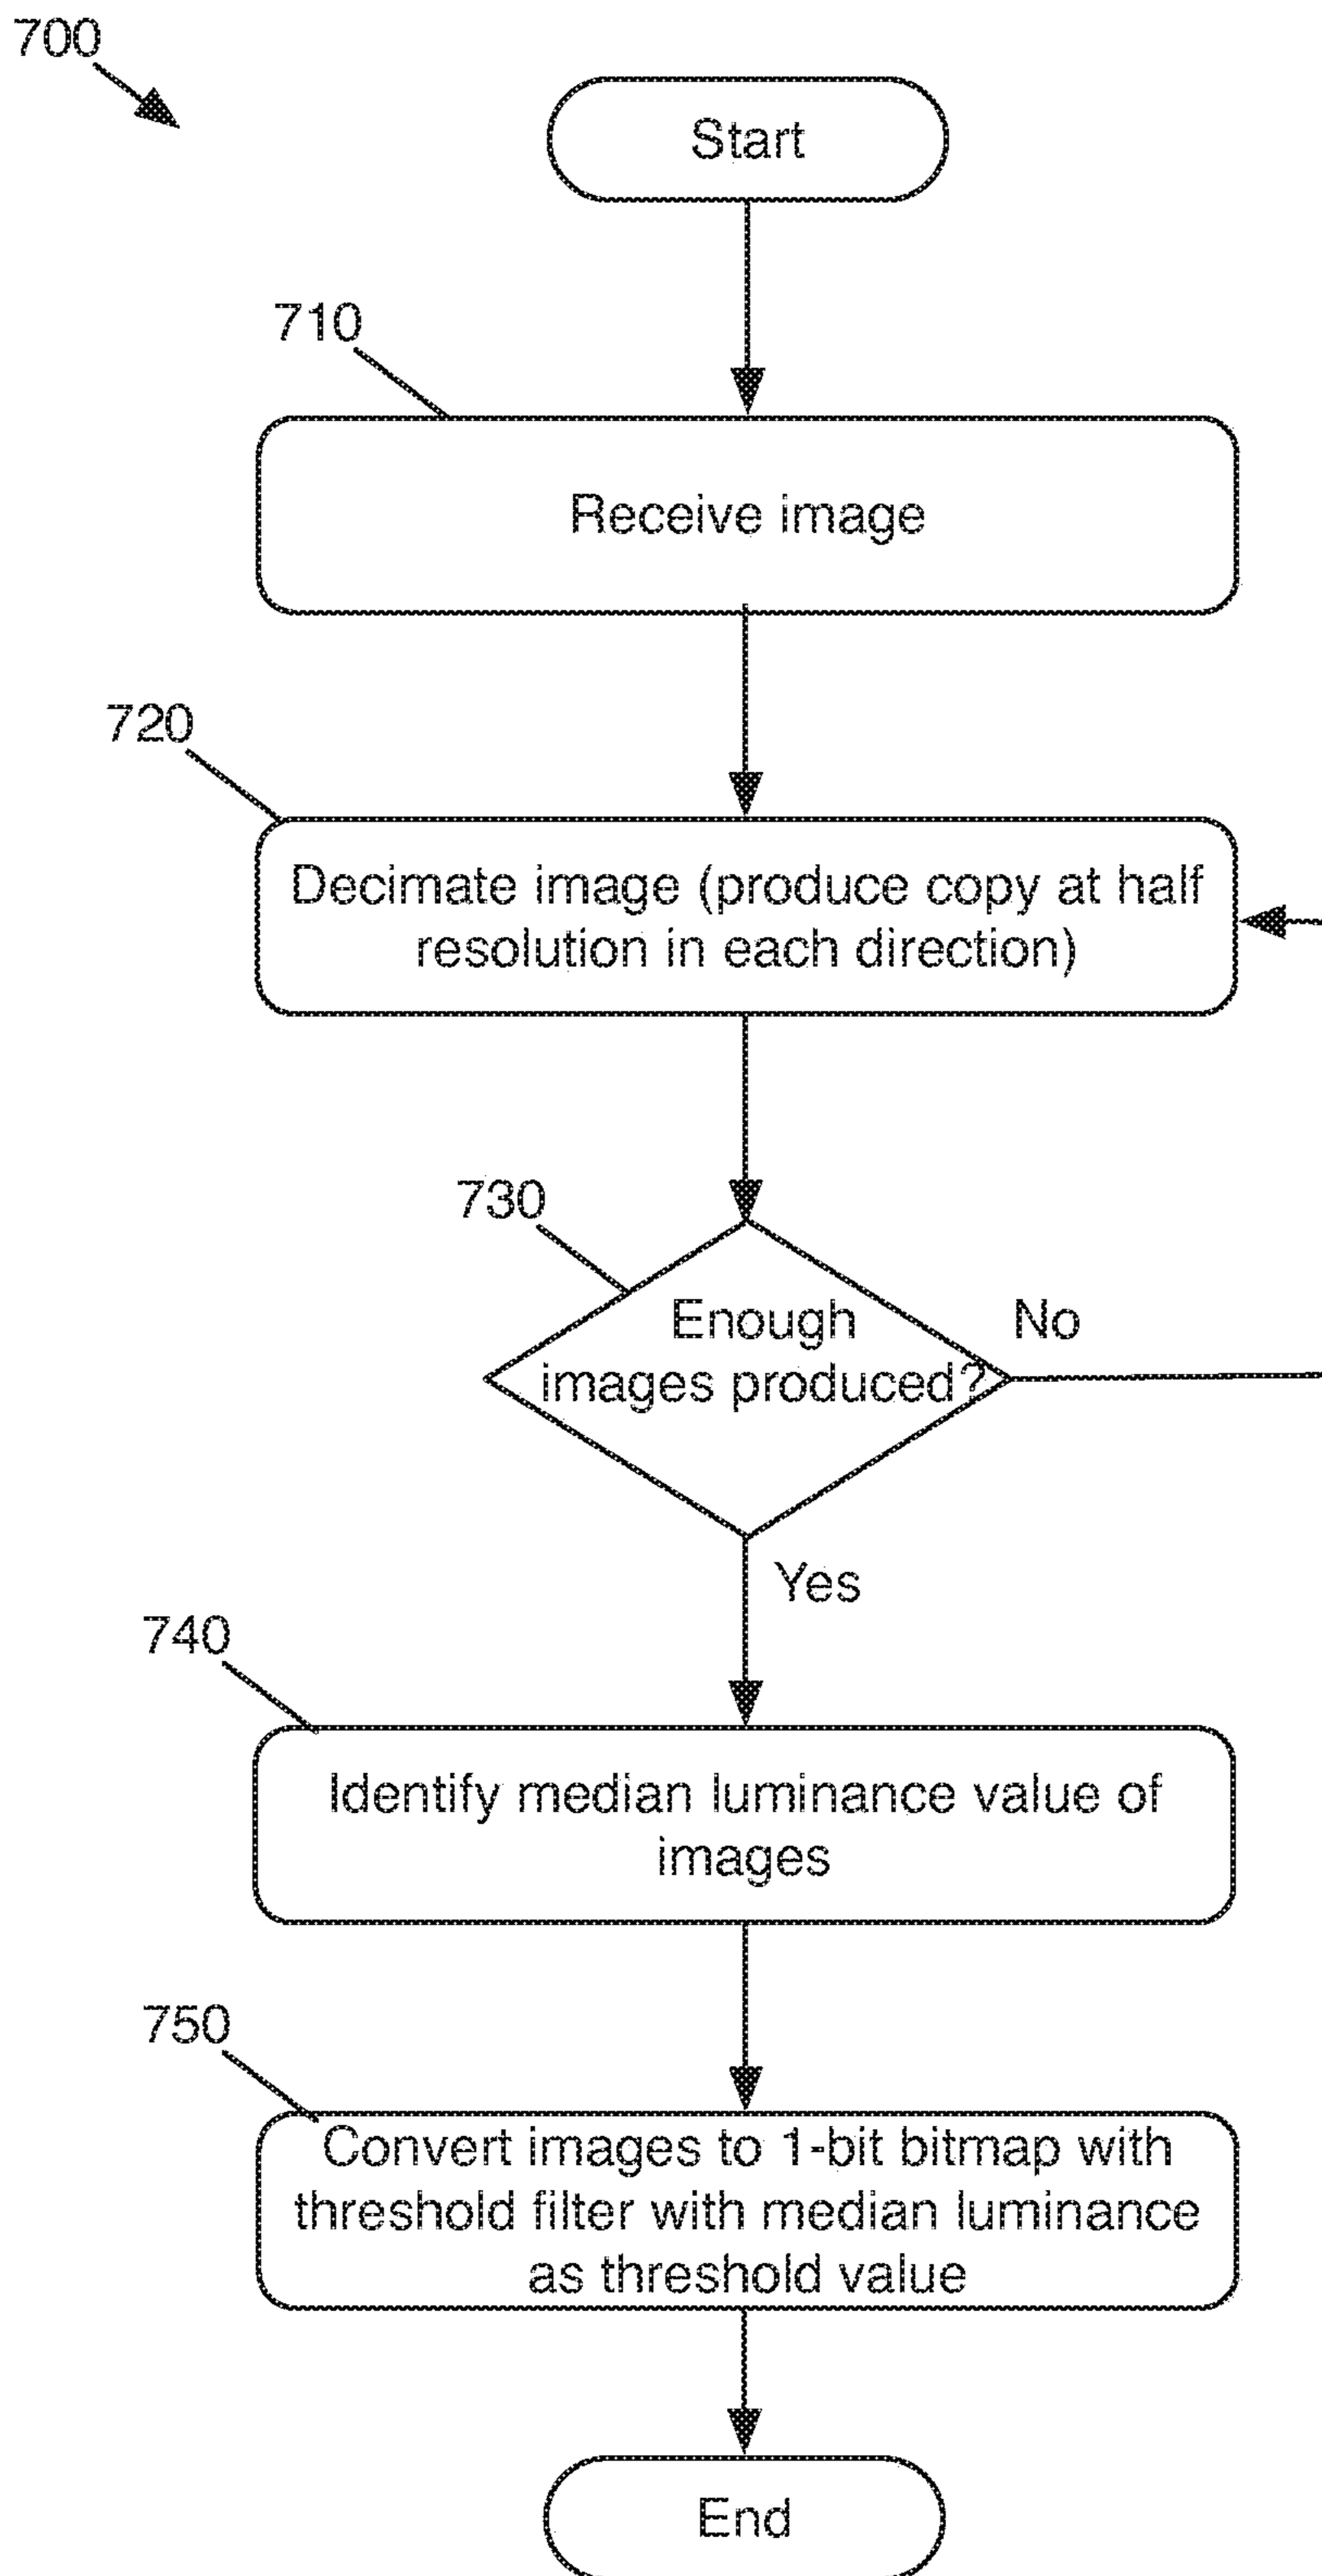 700
Start
710
Receive image
720
Decimate image (produce copy at half
resolution in each direction)
730
Enough
images produced?
No
Yes
740
Identify median luminance value of
images
750
Convert images to 1-bit bitmap with
threshold filter with median luminance
as threshold value
End